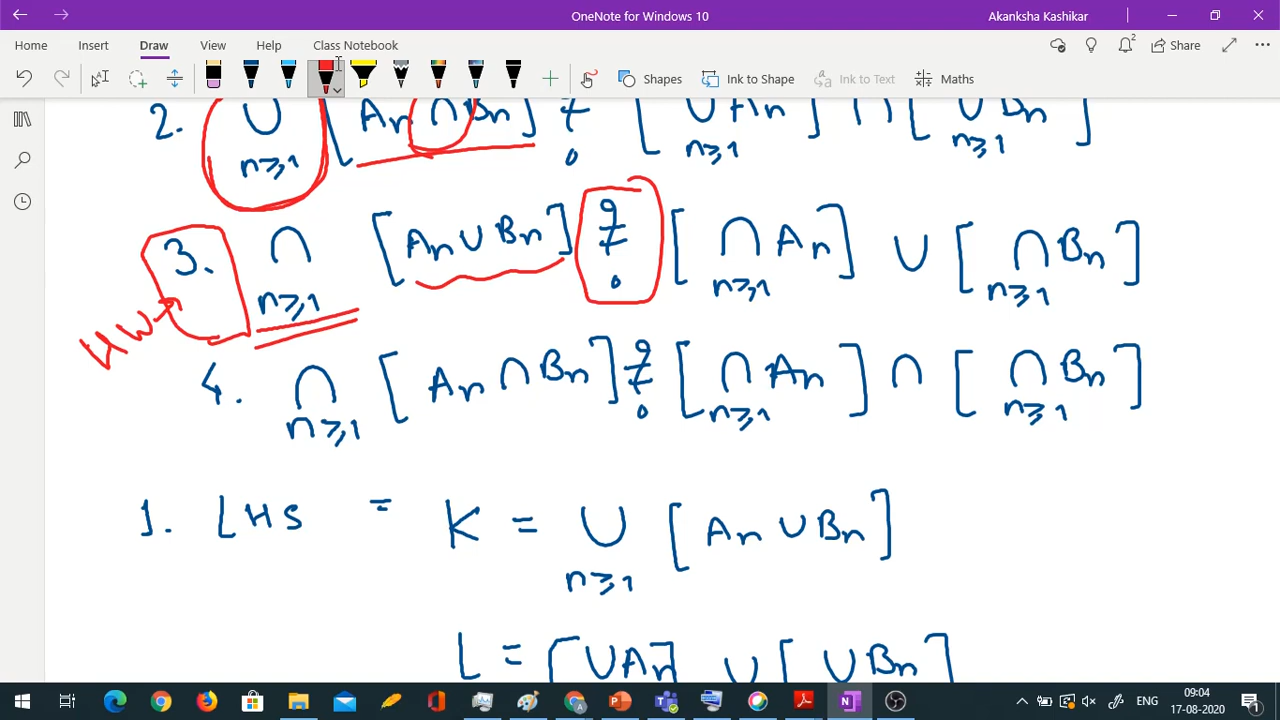 OneNote for Windows 10
Akanksha Kashikar
Home Insert Draw View Help Class Notebook
Share
Shapes Ink to Shape Ink to Text Maths
2. ∪ [An ∩ Bn] ≟ [∪An] ∩ [∪Bn]
n≥1 n≥1 n≥1
3. ∩ [An ∪ Bn] ≟ [∩An] ∪ [∩Bn]
n≥1 n≥1 n≥1
HW→
4. ∩ [An ∩ Bn] ≟ [∩An] ∩ [∩Bn]
n≥1 n≥1 n≥1
1. LHS = K = ∪ [An ∪ Bn]
n≥1
L = [∪An] ∪ [∪Bn]
ENG
09:04
17-08-2020